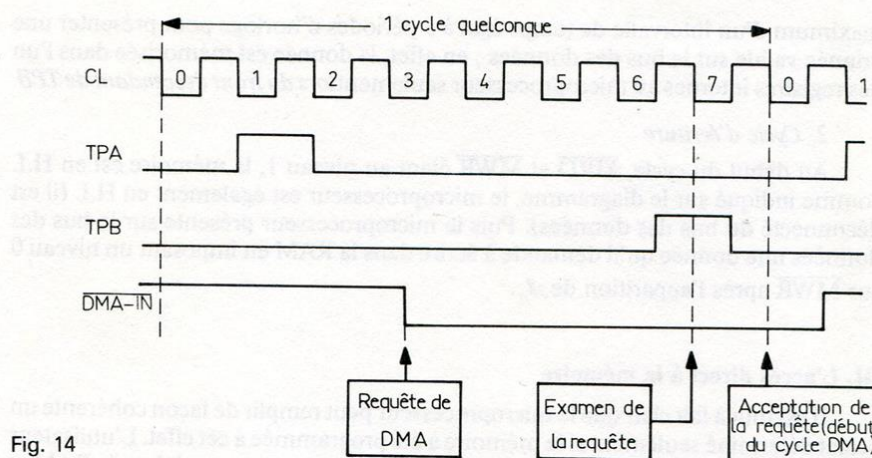 1 cycle quelconque
CL 0 1 2 3 4 5 6 7 0 1
TPA
TPB
DMA-IN
Requête de
DMA
Examen de
la requête
Acceptation de
la requête (début
du cycle DMA)
Fig. 14